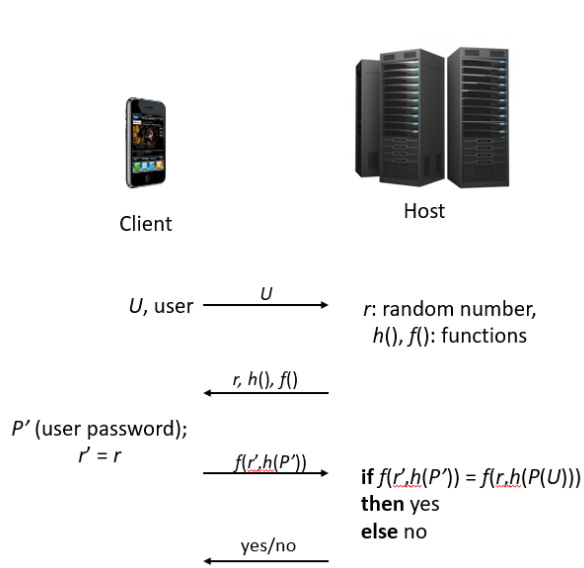 Client
Host
U, user
U
r: random number,
h(), f(): functions
r, h(), f()
P’ (user password);
r’ = r
f(r’,h(P’))
if f(r’,h(P’)) = f(r,h(P(U)))
then yes
else no
yes/no